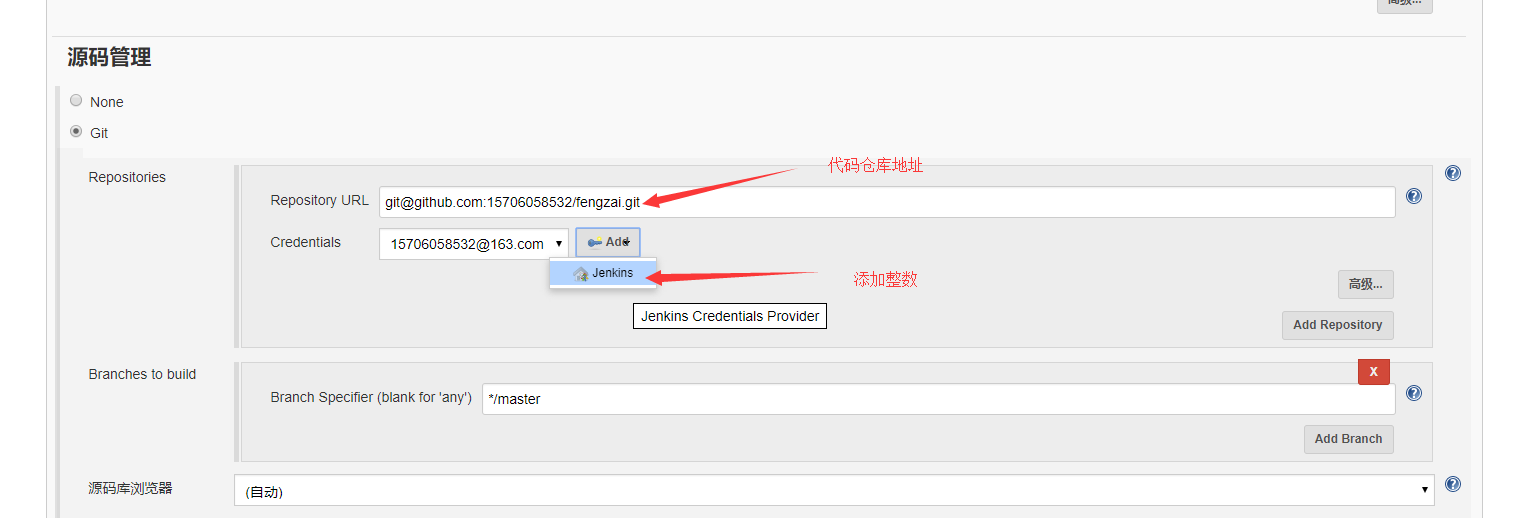 高级...
源码管理
None
Git
Repositories
代码仓库地址
Repository URL
git@github.com:15706058532/fengzai.git
Credentials
15706058532@163.com
Add
Jenkins
添加整数
高级...
Jenkins Credentials Provider
Add Repository
Branches to build
X
Branch Specifier (blank for 'any')
*/master
Add Branch
源码库浏览器
(自动)